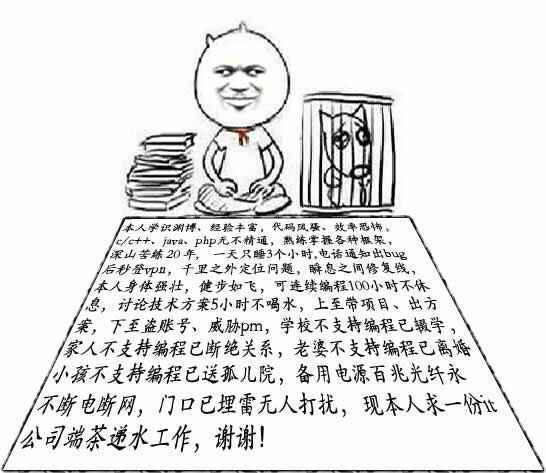 本人学识渊博、经验丰富，代码风骚、效率恐怖，
c/c++、java、php无不精通，熟练掌握各种框架，
深山苦练20年，一天只睡3个小时,电话通知出bug
后秒登vpn，千里之外定位问题，瞬息之间修复线，
本人身体强壮，健步如飞，可连续编程100小时不休
息，讨论技术方案5小时不喝水，上至带项目、出方
案，下至盗账号、威胁pm，学校不支持编程已辍学，
家人不支持编程已断绝关系，老婆不支持编程已离婚
小孩不支持编程已送孤儿院，备用电源百兆光纤永
不断电断网，门口已埋雷无人打扰，现本人求一份it
公司端茶递水工作，谢谢！